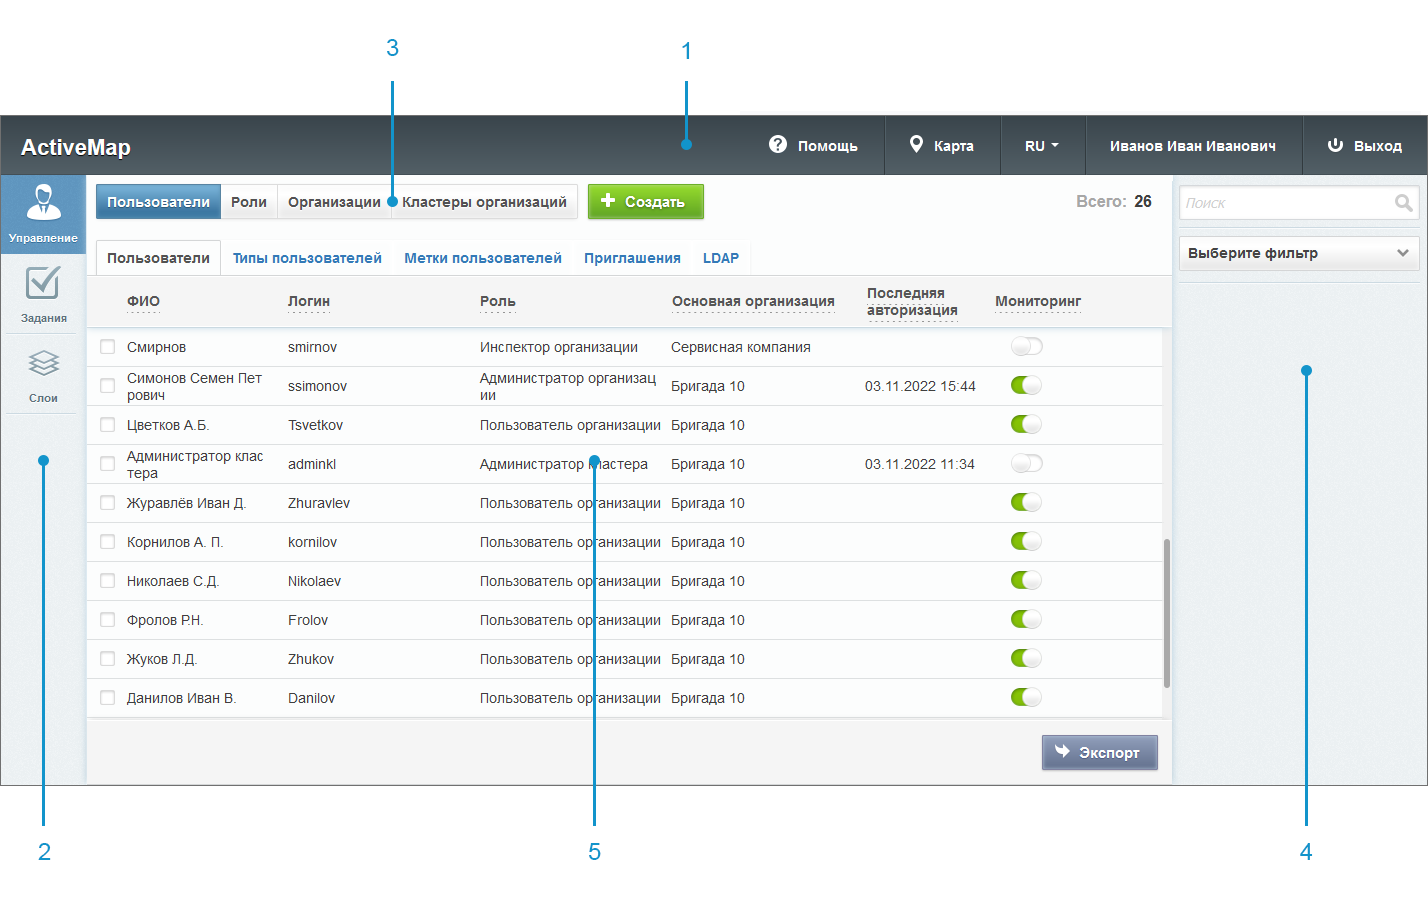 3
1
ActiveMap
Помощь
Карта
RU
Иванов Иван Иванович
Выход
Управление
Задания
Слои
Пользователи
Роли
Организации
Кластеры организаций
+ Создать
Всего: 26
Пользователи
Типы пользователей
Метки пользователей
Приглашения
LDAP
Поиск
Выберите фильтр
ФИО
Логин
Роль
Основная организация
Последняя
авторизация
Мониторинг
Смирнов
smirnov
Инспектор организации
Сервисная компания
Симонов Семен Пет
рович
ssimonov
Администратор организац
ии
Бригада 10
03.11.2022 15:44
Цветков А.Б.
Tsvetkov
Пользователь организации
Бригада 10
Администратор клас
тера
adminkl
Администратор кластера
Бригада 10
03.11.2022 11:34
Журавлёв Иван Д.
Zhuravlev
Пользователь организации
Бригада 10
Корнилов А. П.
kornilov
Пользователь организации
Бригада 10
Николаев С.Д.
Nikolaev
Пользователь организации
Бригада 10
Фролов Р.Н.
Frolov
Пользователь организации
Бригада 10
Жуков Л.Д.
Zhukov
Пользователь организации
Бригада 10
Данилов Иван В.
Danilov
Пользователь организации
Бригада 10
Экспорт
2
5
4